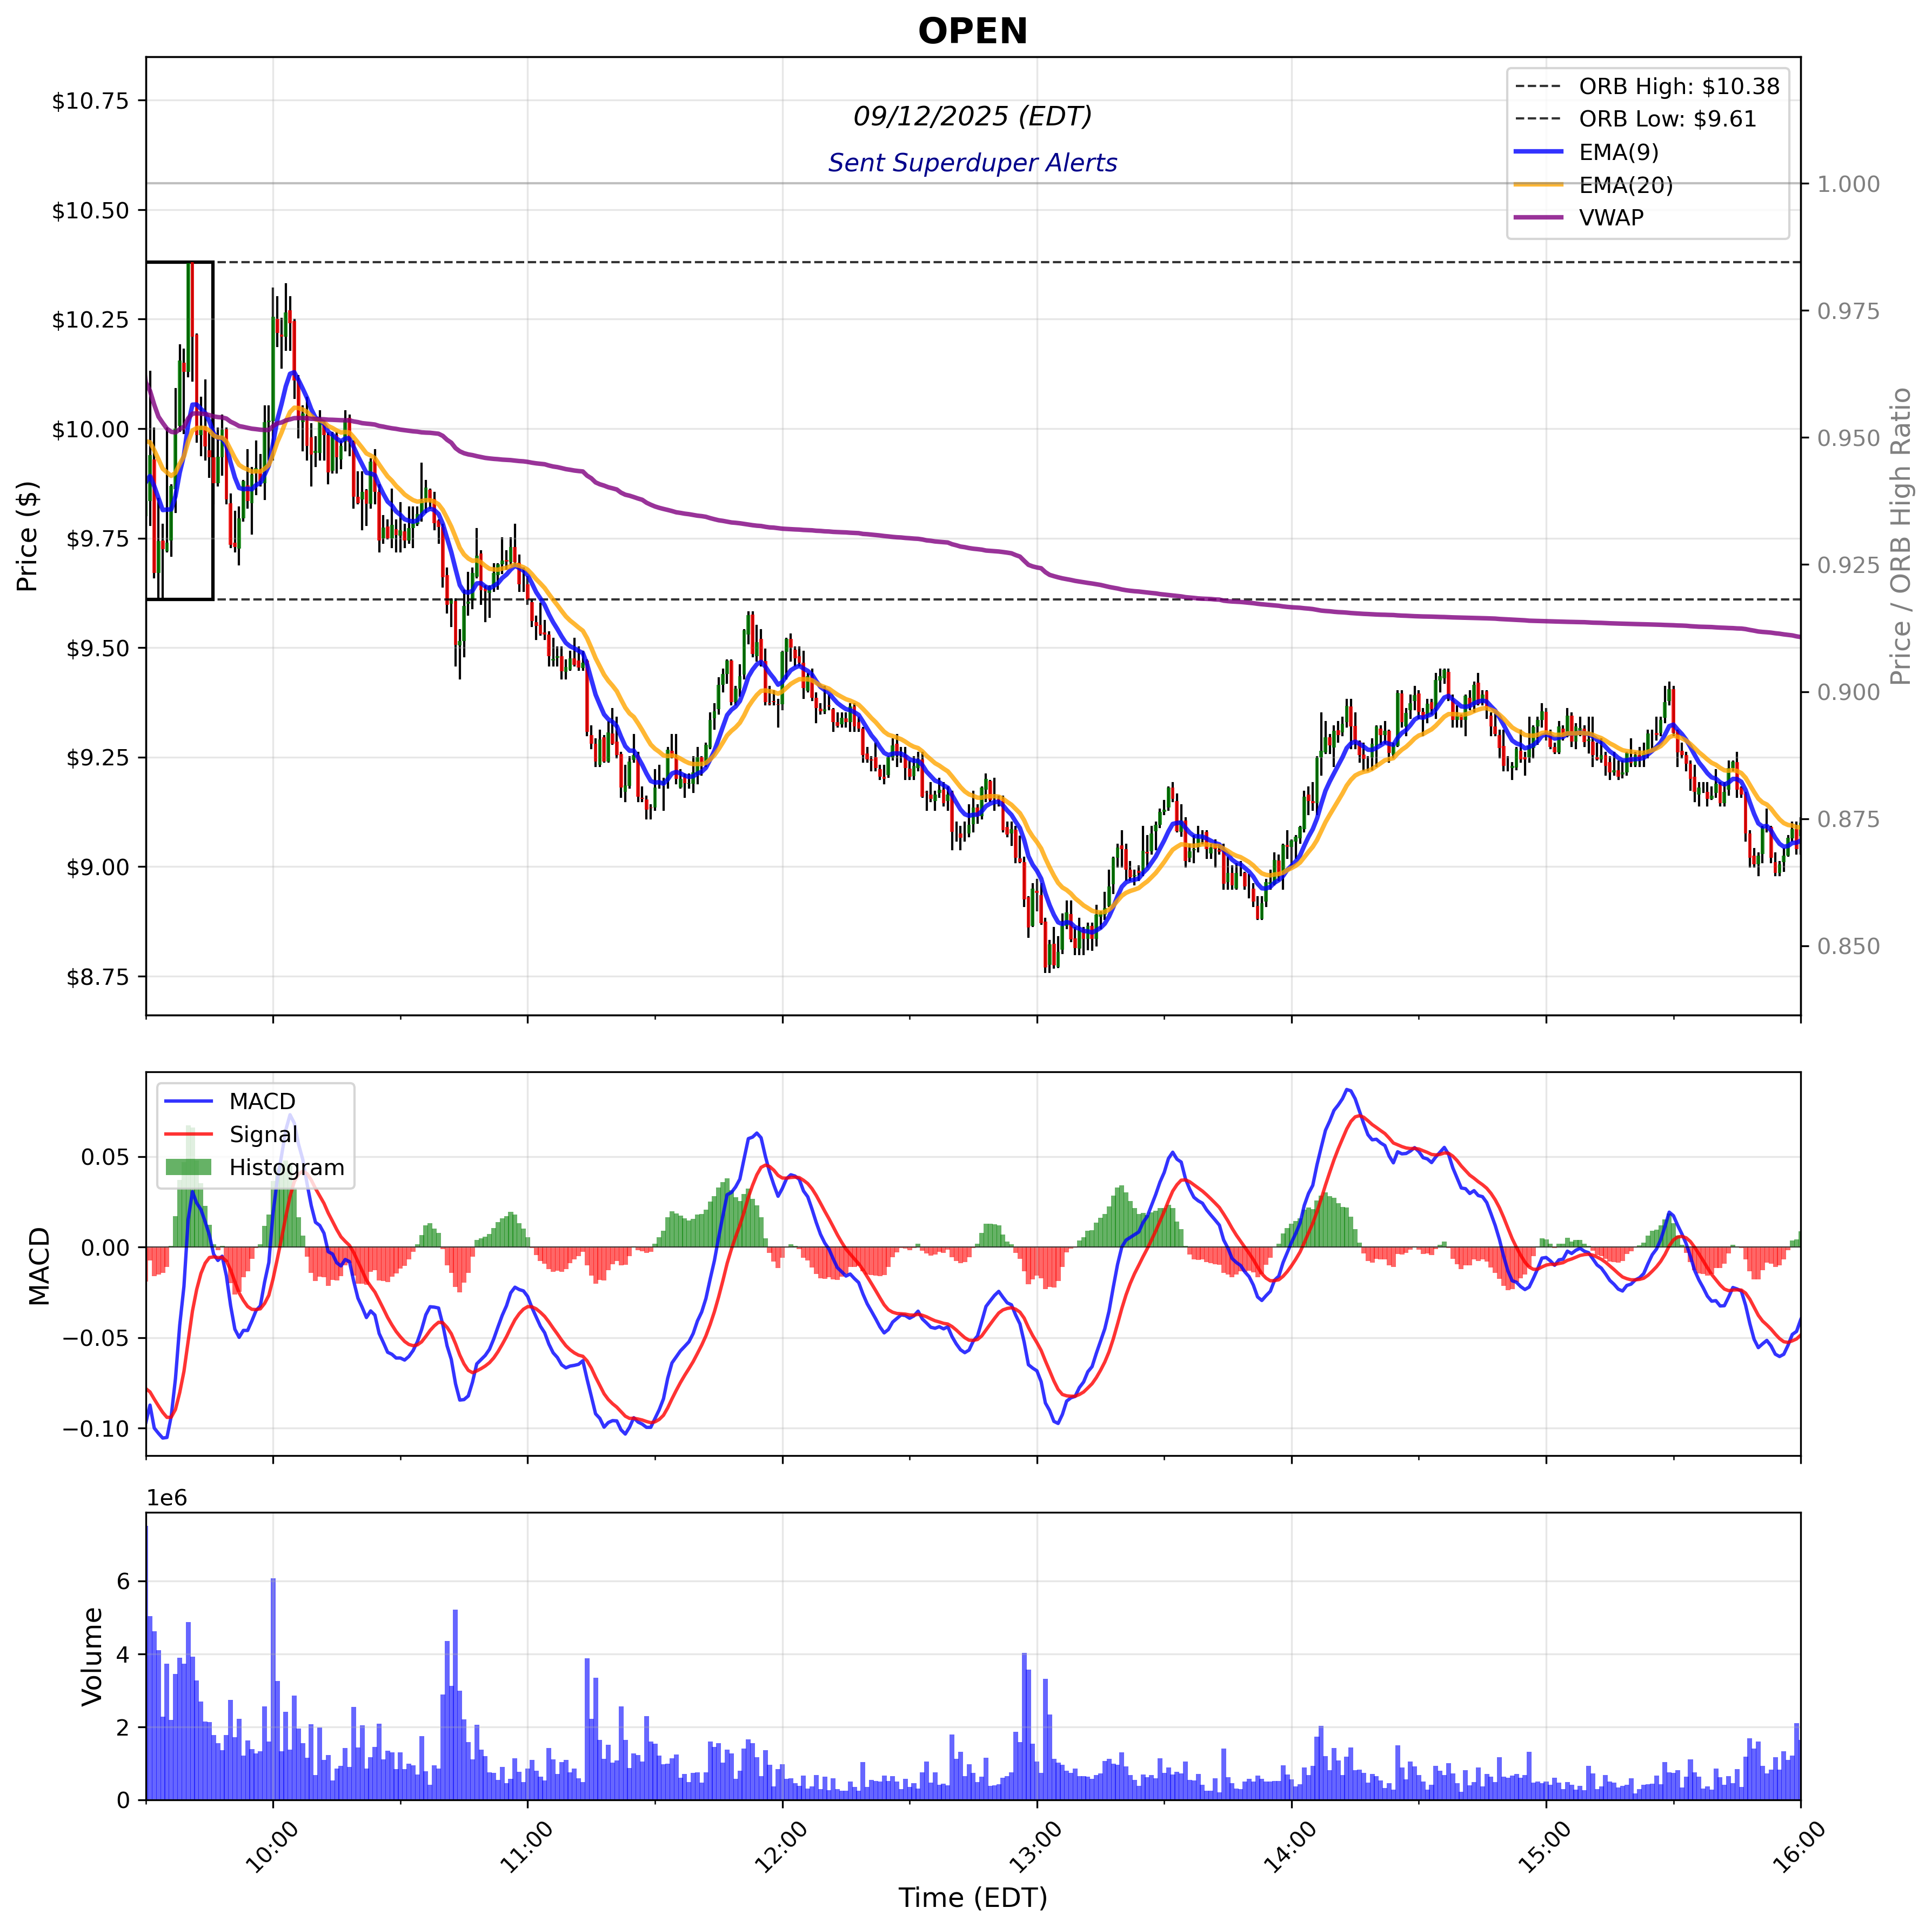 OPEN
09/12/2025 (EDT)
Sent Superduper Alerts
ORB High: $10.38
ORB Low: $9.61
EMA(9)
EMA(20)
VWAP
Price ($)
$10.75
$10.50
$10.25
$10.00
$9.75
$9.50
$9.25
$9.00
$8.75
Price / ORB High Ratio
1.000
0.975
0.950
0.925
0.900
0.875
0.850
MACD
Signal
Histogram
MACD
0.05
0.00
−0.05
−0.10
1e6
Volume
6
4
2
0
10:00
11:00
12:00
13:00
14:00
15:00
16:00
Time (EDT)